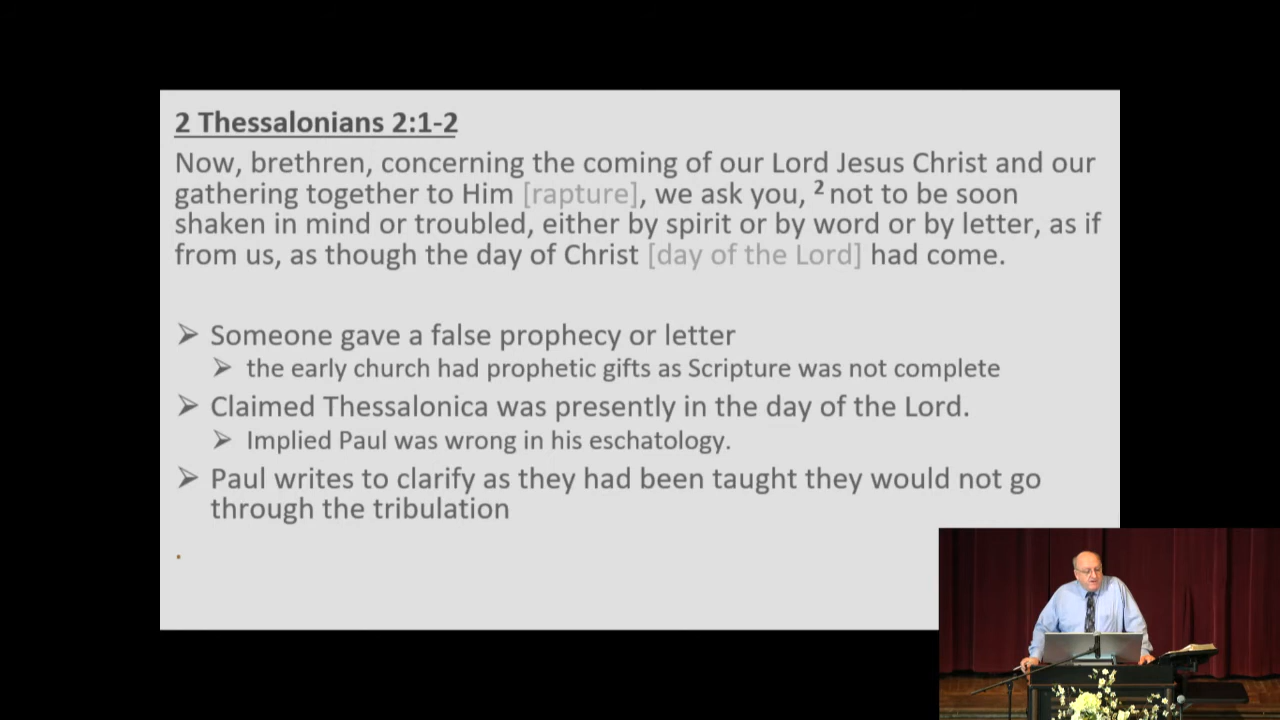 2 Thessalonians 2:1-2
Now, brethren, concerning the coming of our Lord Jesus Christ and our
gathering together to Him [rapture], we ask you, ² not to be soon
shaken in mind or troubled, either by spirit or by word or by letter, as if
from us, as though the day of Christ [day of the Lord] had come.
➢ Someone gave a false prophecy or letter
➢ the early church had prophetic gifts as Scripture was not complete
➢ Claimed Thessalonica was presently in the day of the Lord.
➢ Implied Paul was wrong in his eschatology.
➢ Paul writes to clarify as they had been taught they would not go
through the tribulation
.